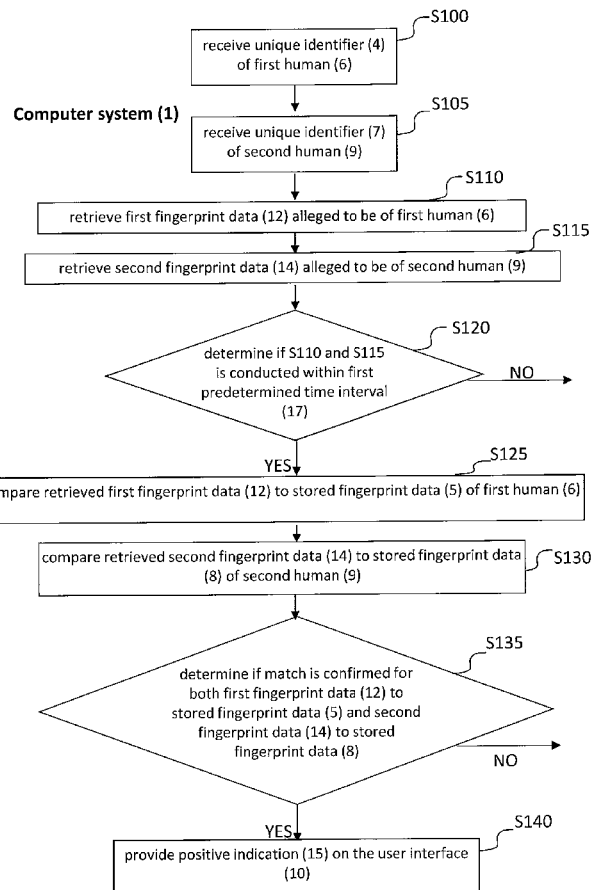 S100
receive unique identifier (4)
of first human (6)
Computer system (1)
S105
receive unique identifier (7)
of second human (9)
S110
retrieve first fingerprint data (12) alleged to be of first human (6)
S115
retrieve second fingerprint data (14) alleged to be of second human (9)
S120
determine if S110 and S115
is conducted within first
predetermined time interval
(17)
NO
YES
S125
mpare retrieved first fingerprint data (12) to stored fingerprint data (5) of first human (6)
compare retrieved second fingerprint data (14) to stored fingerprint data
(8) of second human (9)
S130
S135
determine if match is confirmed for
both first fingerprint data (12) to
stored fingerprint data (5) and second
fingerprint data (14) to stored
fingerprint data (8)
NO
YES
S140
provide positive indication (15) on the user interface
(10)